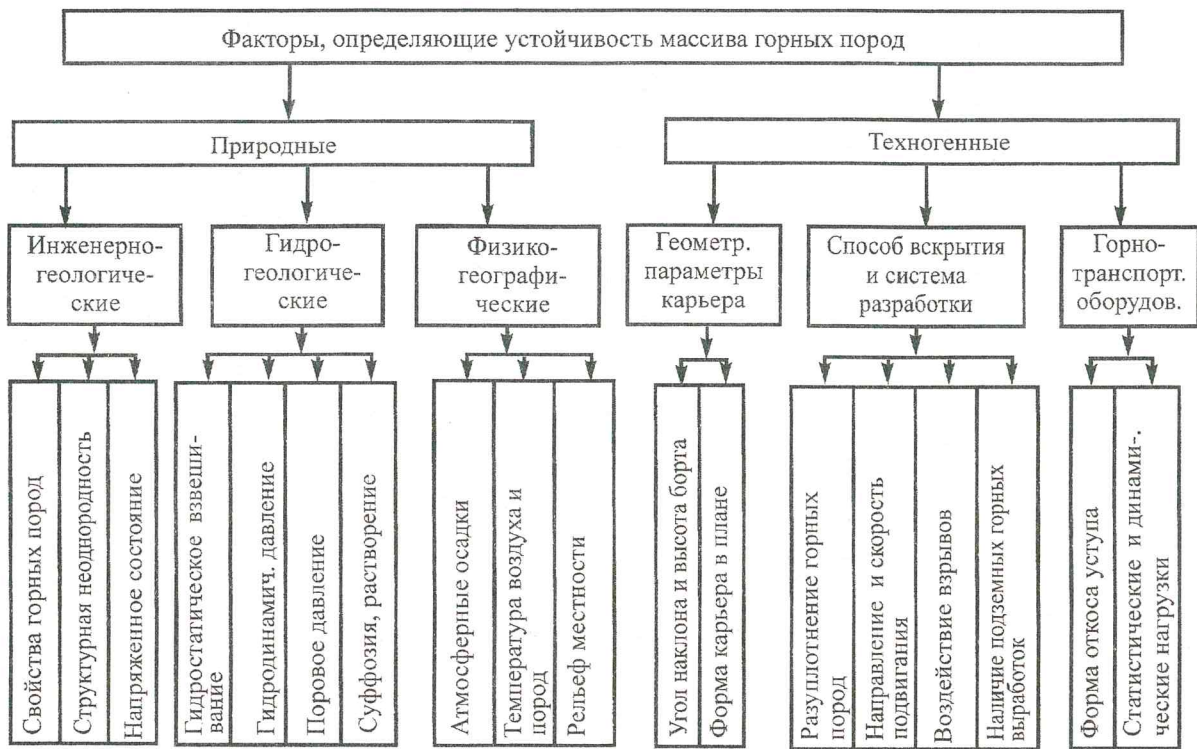 Факторы, определяющие устойчивость массива горных пород
Природные
Техногенные
Инженерно-
геологиче-
ские
Гидро-
геологиче-
ские
Физико-
географи-
ческие
Геометр.
параметры
карьера
Способ вскрытия
и система
разработки
Горно-
транспорт.
оборудов.
Свойства горных пород
Структурная неоднородность
Напряженное состояние
Гидростатическое взвеши-
вание
Гидродинамич. давление
Поровое давление
Суффозия, растворение
Атмосферные осадки
Температура воздуха и
пород
Рельеф местности
Угол наклона и высота борта
Форма карьера в плане
Разуплотнение горных
пород
Направление и скорость
подвигания
Воздействие взрывов
Наличие подземных горных
выработок
Форма откоса уступа
Статистические и динами-.
ческие нагрузки